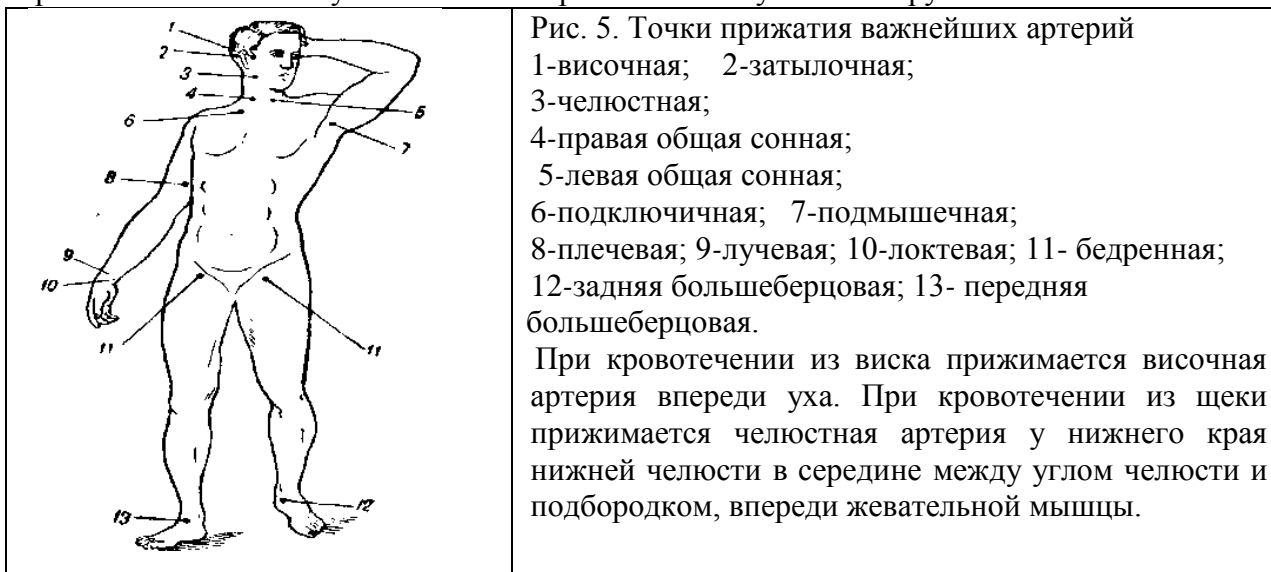 1
2
3
4
5
6
7
8
9
10
11
11
12
13
Рис. 5. Точки прижатия важнейших артерий
1-височная; 2-затылочная;
3-челюстная;
4-правая общая сонная;
5-левая общая сонная;
6-подключичная; 7-подмышечная;
8-плечевая; 9-лучевая; 10-локтевая; 11- бедренная;
12-задняя большеберцовая; 13- передняя
большеберцовая.
При кровотечении из виска прижимается височная
артерия впереди уха. При кровотечении из щеки
прижимается челюстная артерия у нижнего края
нижней челюсти в середине между углом челюсти и
подбородком, впереди жевательной мышцы.